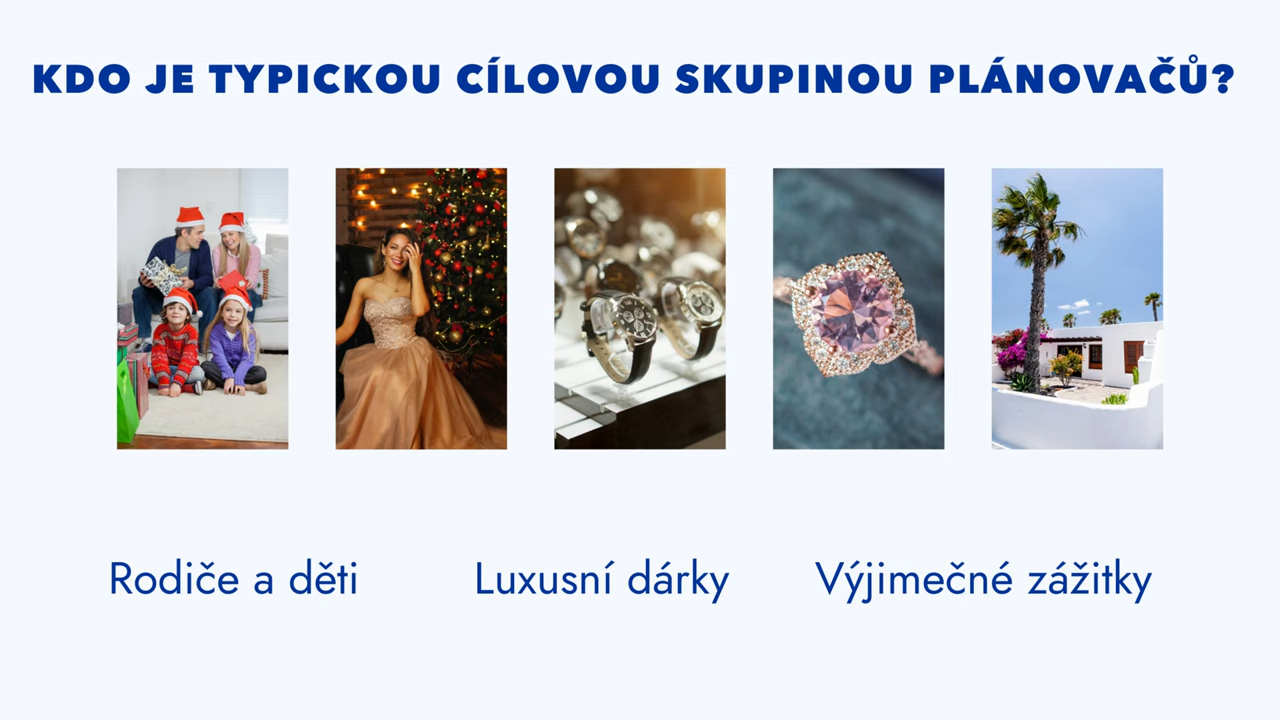 KDO JE TYPICKOU CÍLOVOU SKUPINOU PLÁNOVAČŮ?
Rodiče a děti
Luxusní dárky
Výjimečné zážitky